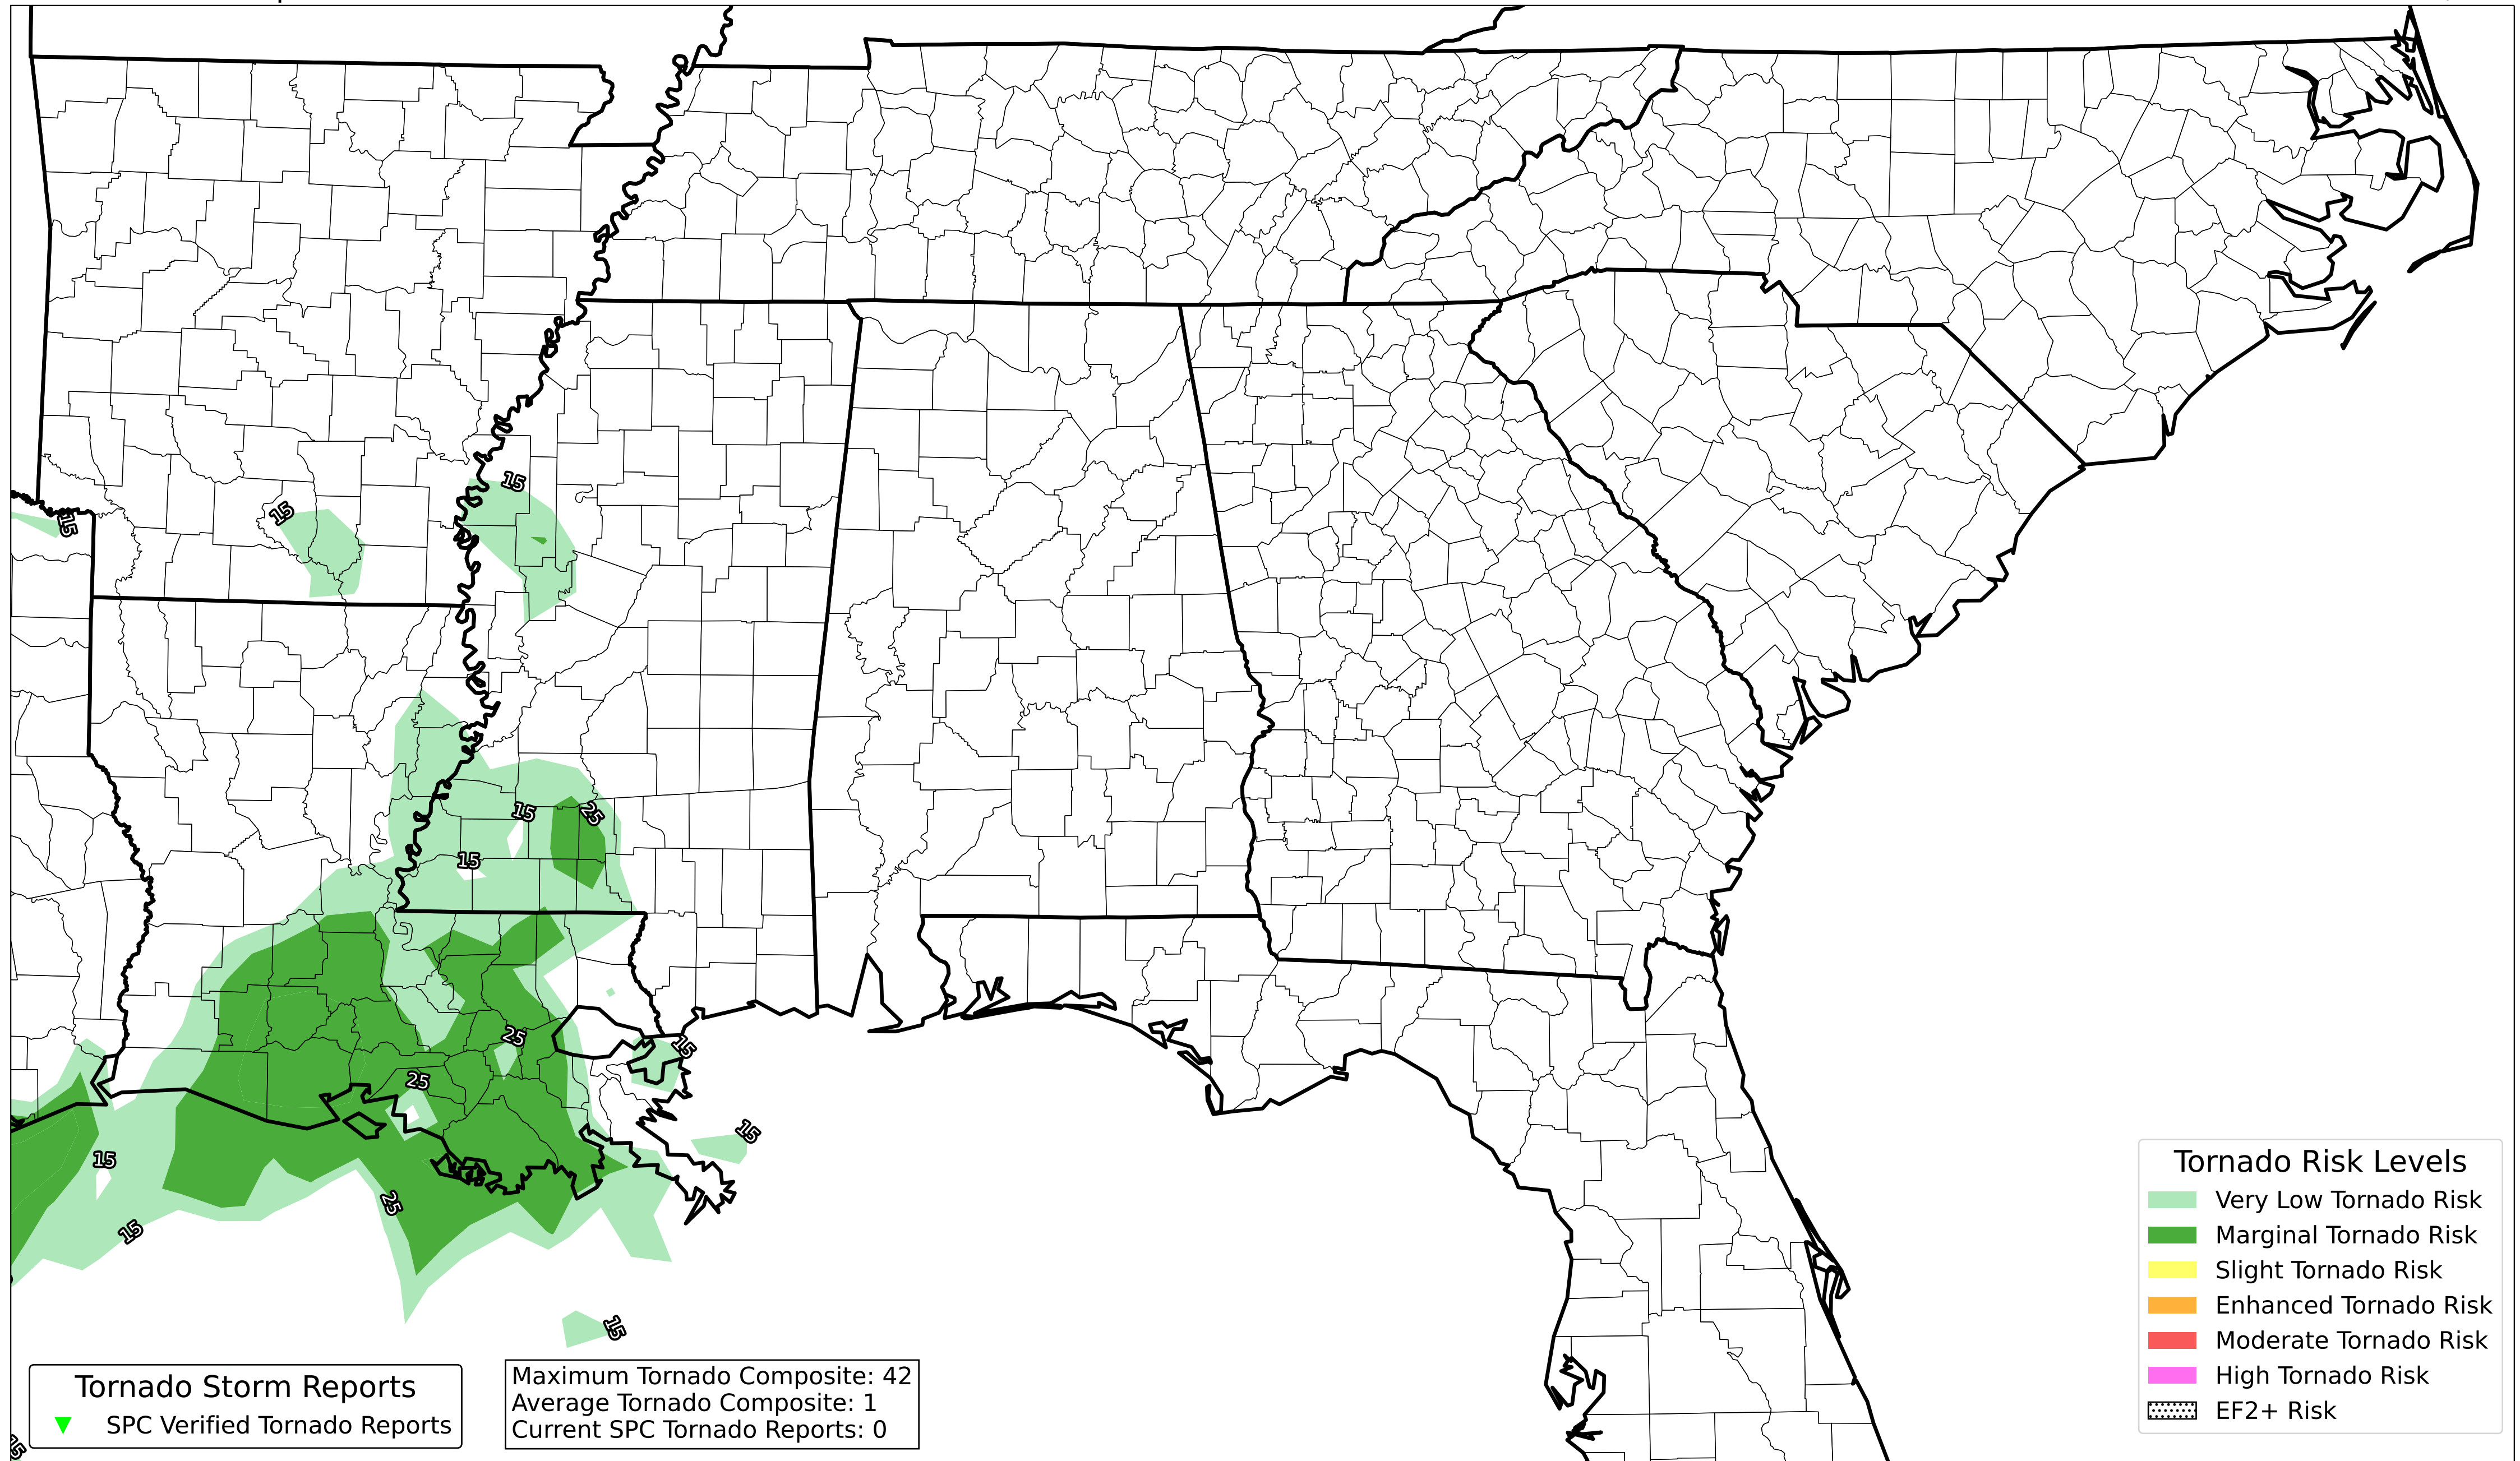 15
15
15
15
25
15
25
15
25
15
15
25
15
15
15
Tornado Risk Levels
Very Low Tornado Risk
Marginal Tornado Risk
Slight Tornado Risk
Enhanced Tornado Risk
Moderate Tornado Risk
High Tornado Risk
EF2+ Risk
Tornado Storm Reports
SPC Verified Tornado Reports
Maximum Tornado Composite: 42
Average Tornado Composite: 1
Current SPC Tornado Reports: 0